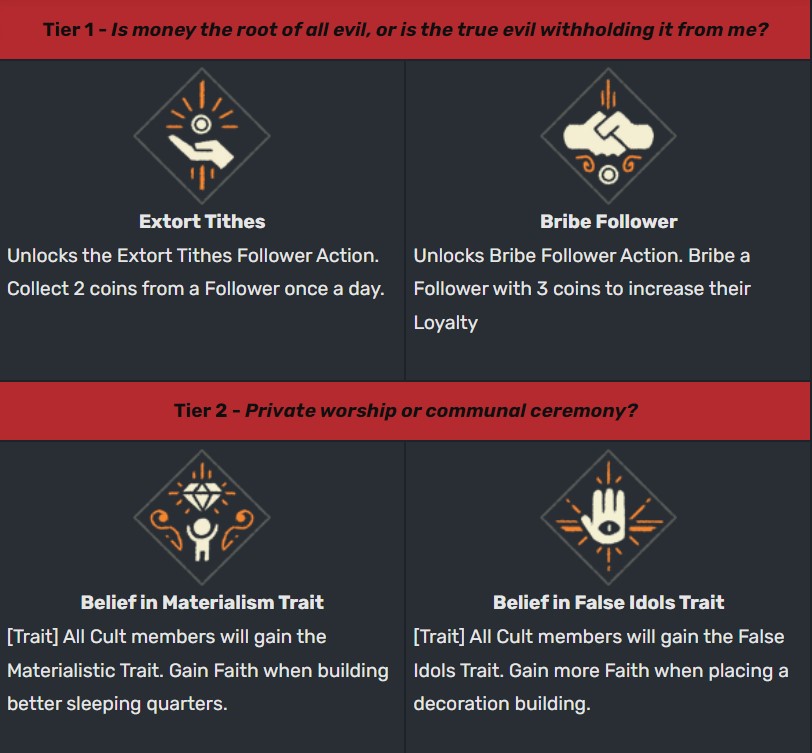 Tier 1 - Is money the root of all evil, or is the true evil withholding it from me?
Extort Tithes
Unlocks the Extort Tithes Follower Action.
Collect 2 coins from a Follower once a day.
Bribe Follower
Unlocks Bribe Follower Action. Bribe a
Follower with 3 coins to increase their
Loyalty
Tier 2 - Private worship or communal ceremony?
Belief in Materialism Trait
[Trait] All Cult members will gain the
Materialistic Trait. Gain Faith when building
better sleeping quarters.
Belief in False Idols Trait
[Trait] All Cult members will gain the False
Idols Trait. Gain more Faith when placing a
decoration building.